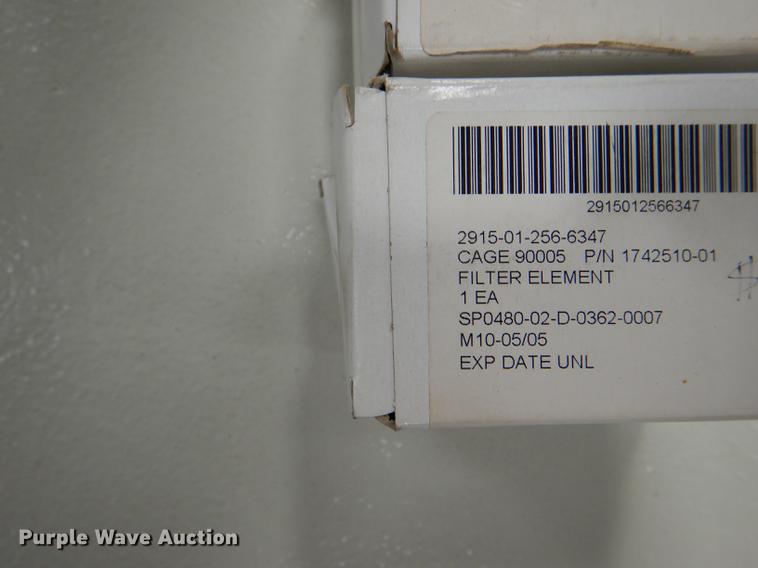 2915012566347
2915-01-256-6347
CAGE 90005 P/N 1742510-01
FILTER ELEMENT
1 EA
SP0480-02-D-0362-0007
M10-05/05
EXP DATE UNL
Purple Wave Auction